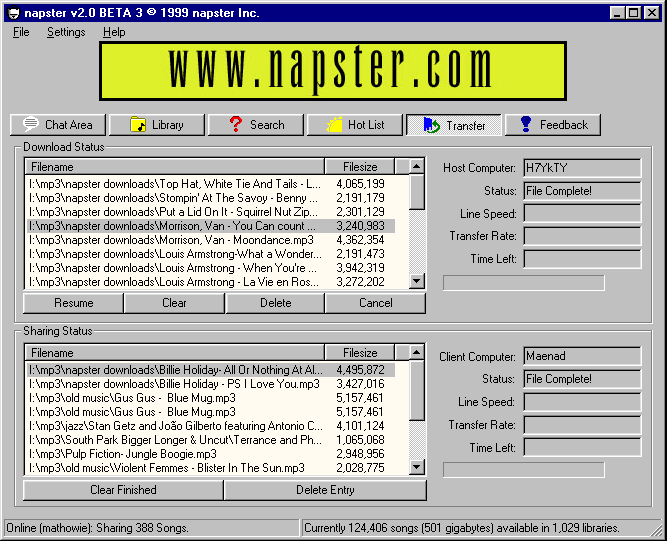 napster v2.0 BETA 3 © 1999 napster Inc.
File Settings Help
www.napster.com
Chat Area Library Search Hot List Transfer Feedback
Download Status
Filename Filesize
I:\mp3\napster downloads\Top Hat, White Tie And Tails - L... 4,065,199
I:\mp3\napster downloads\Stompin' At The Savoy - Benny ... 2,191,179
I:\mp3\napster downloads\Put a Lid On It - Squirrel Nut Zip... 2,301,129
I:\mp3\napster downloads\Morrison, Van - You Can count ... 3,240,983
I:\mp3\napster downloads\Morrison, Van - Moondance.mp3 4,362,354
I:\mp3\napster downloads\Louis Armstrong-What a Wonder... 2,191,473
I:\mp3\napster downloads\Louis Armstrong - When You're ... 3,942,319
I:\mp3\napster downloads\Louis Armstrong - La Vie en Ros... 3,272,202
Resume Clear Delete Cancel
Host Computer: H7YkTY
Status: File Complete!
Line Speed:
Transfer Rate:
Time Left:
Sharing Status
Filename Filesize
I:\mp3\napster downloads\Billie Holiday- All Or Nothing At Al... 4,495,872
I:\mp3\napster downloads\Billie Holiday - PS I Love You.mp3 3,427,016
I:\mp3\old music\Gus Gus - Blue Mug.mp3 5,157,461
I:\mp3\old music\Gus Gus - Blue Mug.mp3 5,157,461
I:\mp3\jazz\Stan Getz and João Gilberto featuring Antonio C... 4,101,124
I:\mp3\South Park Bigger Longer & Uncut\Terrance and Ph... 1,065,068
I:\mp3\Pulp Fiction- Jungle Boogie.mp3 2,948,956
I:\mp3\old music\Violent Femmes - Blister In The Sun.mp3 2,028,775
Clear Finished Delete Entry
Client Computer: Maenad
Status: File Complete!
Line Speed:
Transfer Rate:
Time Left:
Online (mathowie): Sharing 388 Songs. Currently 124,406 songs (501 gigabytes) available in 1,029 libraries.